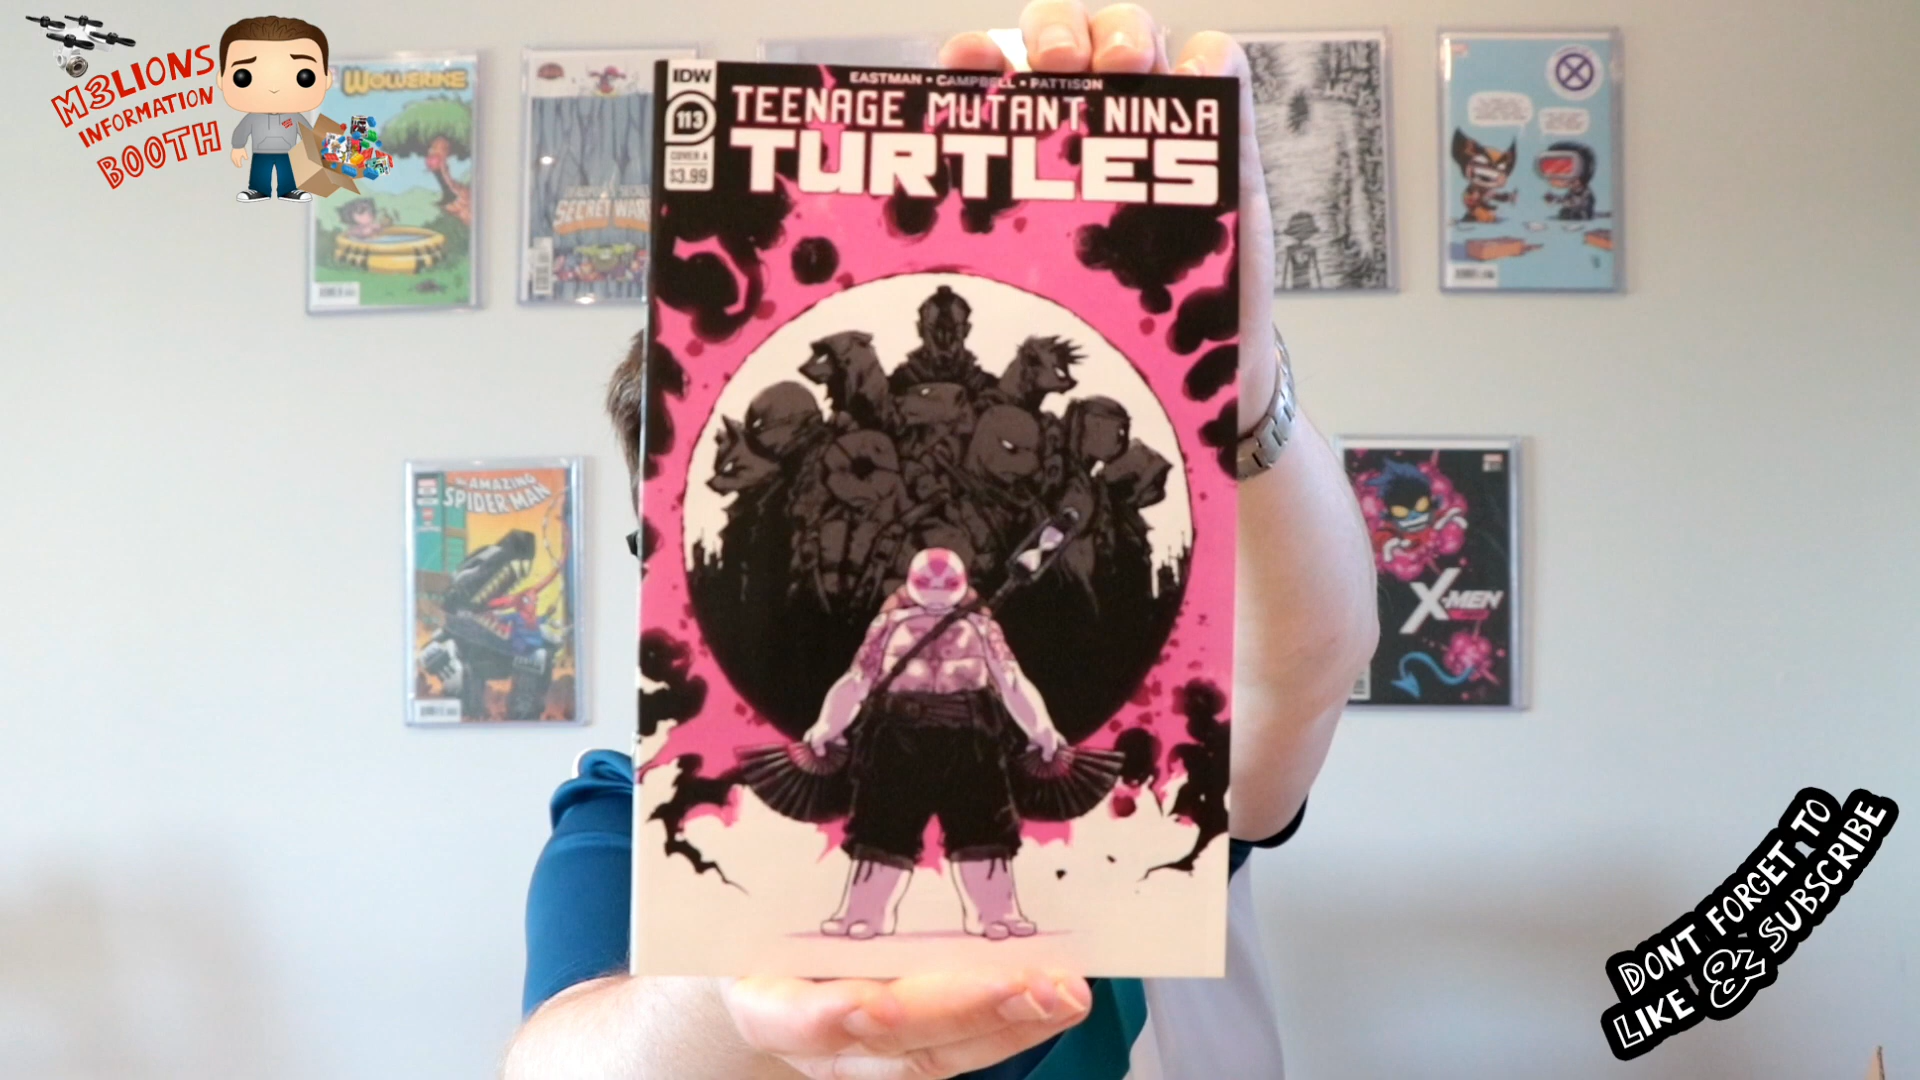 M3LIONS
INFORMATION
BOOTH
WOLVERINE
SECRET WARS
IDW
113
COVER A
$3.99
EASTMAN • CAMPBELL • PATTISON
TEENAGE MUTANT NINJA
TURTLES
AMAZING
SPIDER-MAN
X-MEN
DONT FORGET TO
LIKE & SUBSCRIBE